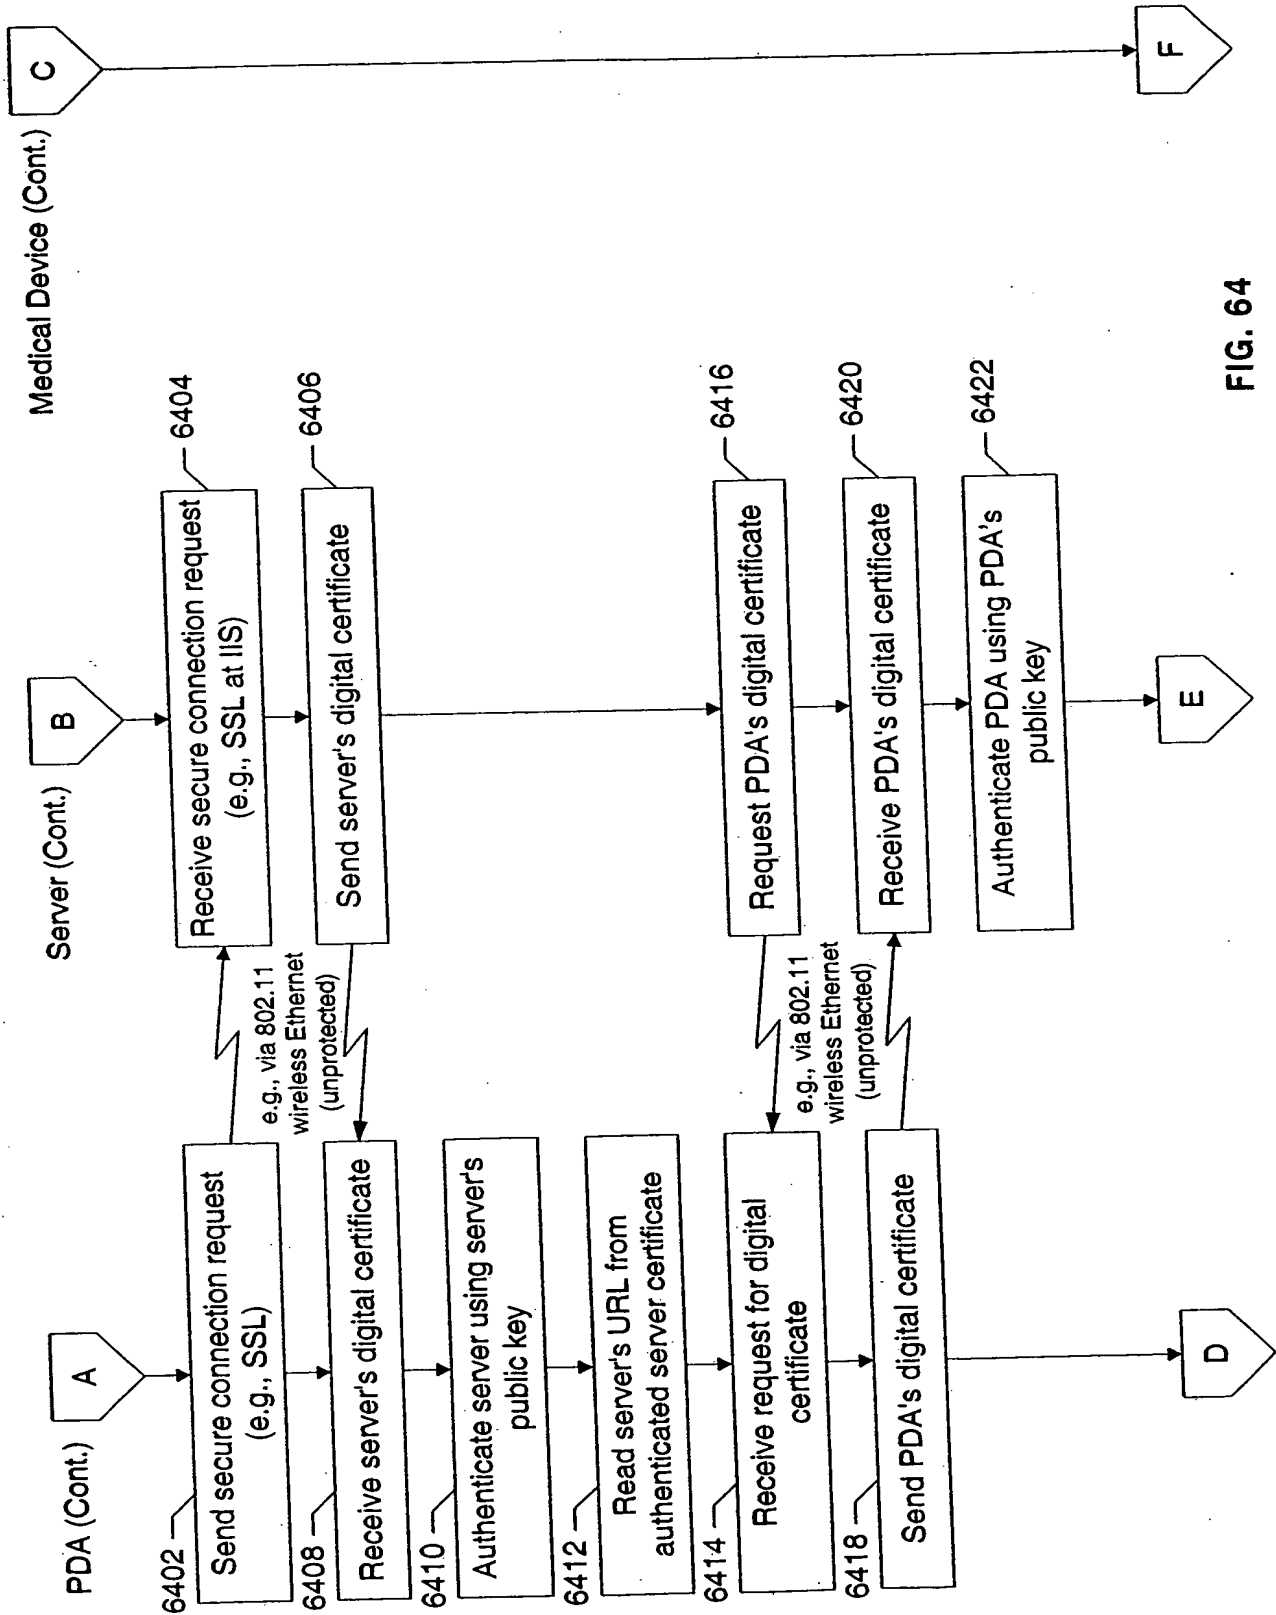 PDA (Cont.)
A
6402
Send secure connection request
(e.g., SSL)
6408
Receive server's digital certificate
6410
Authenticate server using server's
public key
6412
Read server's URL from
authenticated server certificate
6414
Receive request for digital
certificate
6418
Send PDA's digital certificate
D
e.g., via 802.11
wireless Ethernet
(unprotected)
e.g., via 802.11
wireless Ethernet
(unprotected)
Server (Cont.)
B
6404
Receive secure connection request
(e.g., SSL at IIS)
6406
Send server's digital certificate
6416
Request PDA's digital certificate
6420
Receive PDA's digital certificate
6422
Authenticate PDA using PDA's
public key
E
Medical Device (Cont.)
C
F
FIG. 64